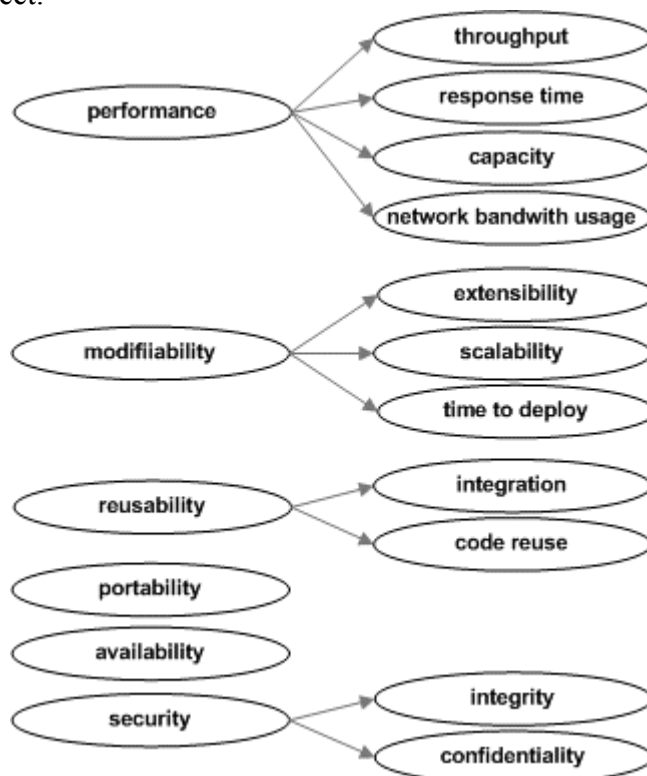 throughput
performance
response time
capacity
network bandwith usage
extensibility
modifiiability
scalability
time to deploy
reusability
integration
code reuse
portability
availability
security
integrity
confidentiality